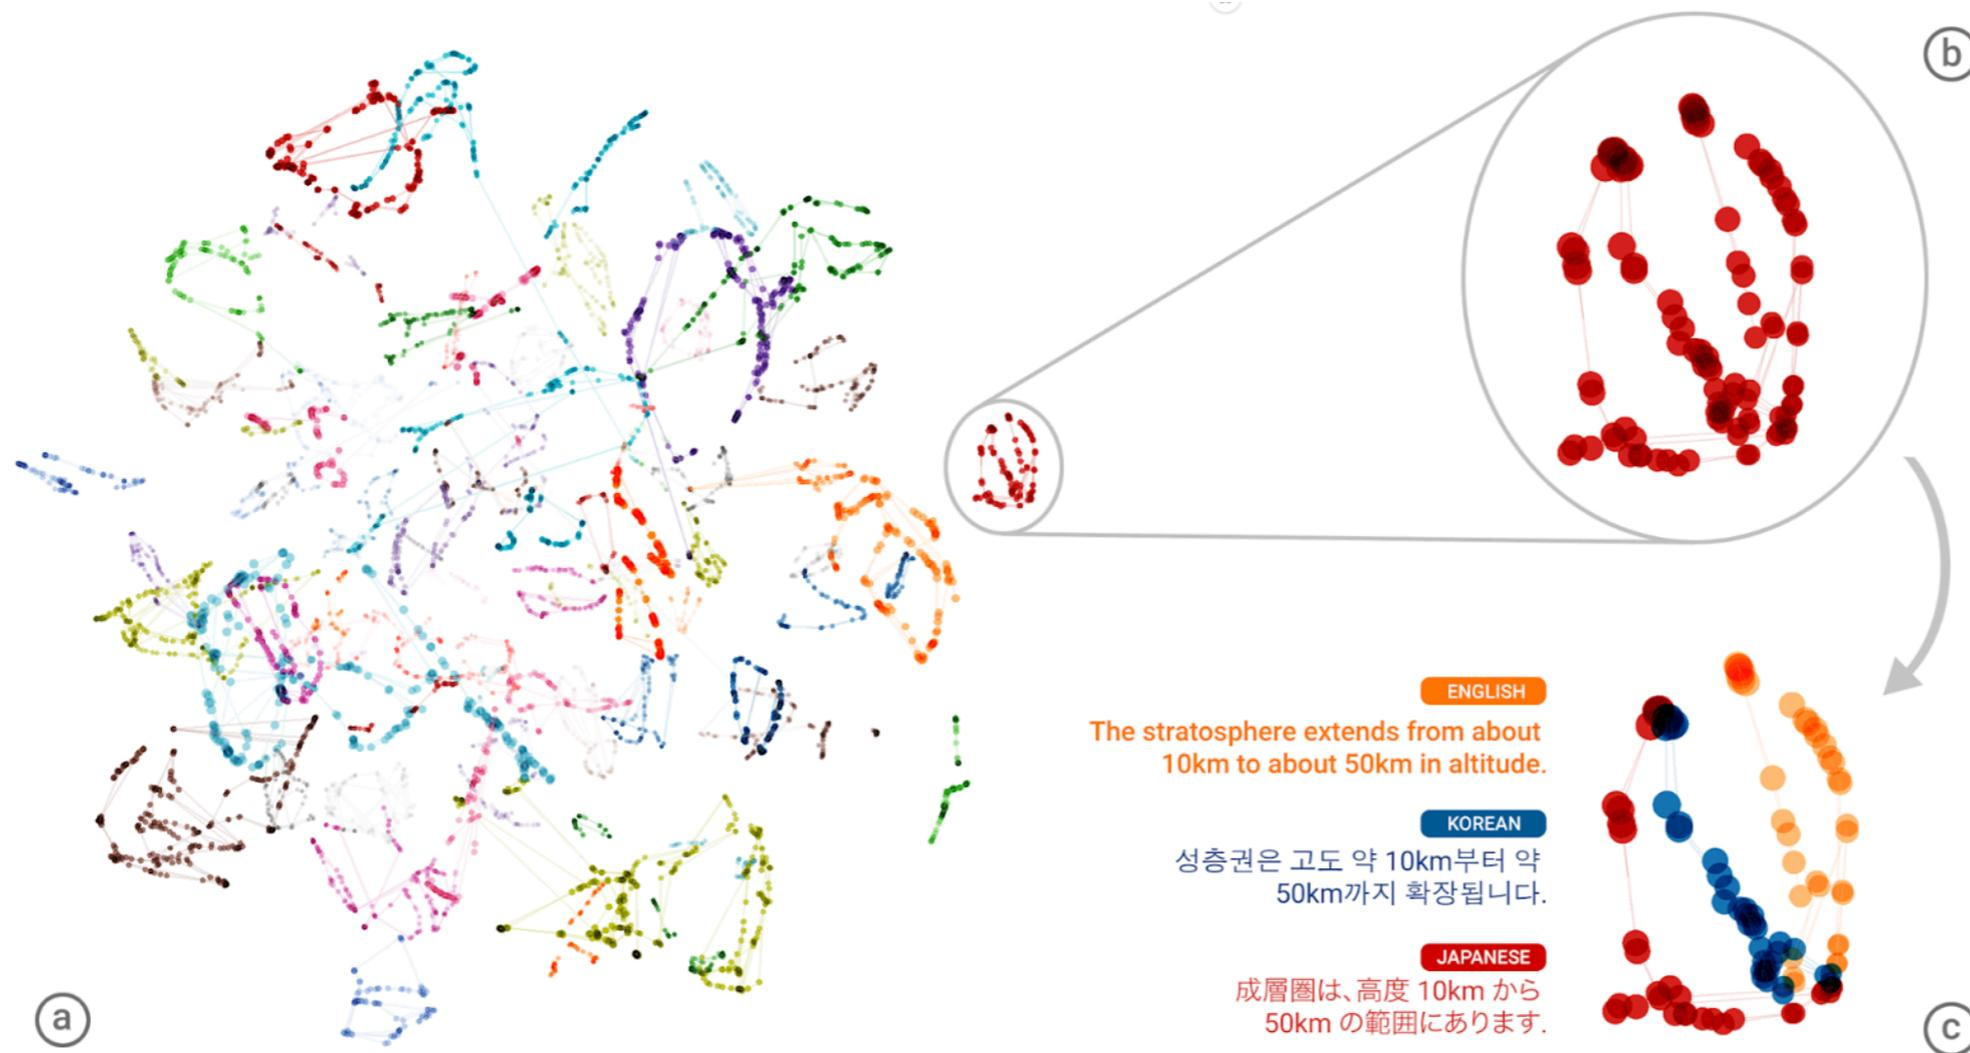 b
ENGLISH
The stratosphere extends from about
10km to about 50km in altitude.
KOREAN
성층권은 고도 약 10km부터 약
50km까지 확장됩니다.
JAPANESE
成層圏は、高度 10km から
50km の範囲にあります.
a
c